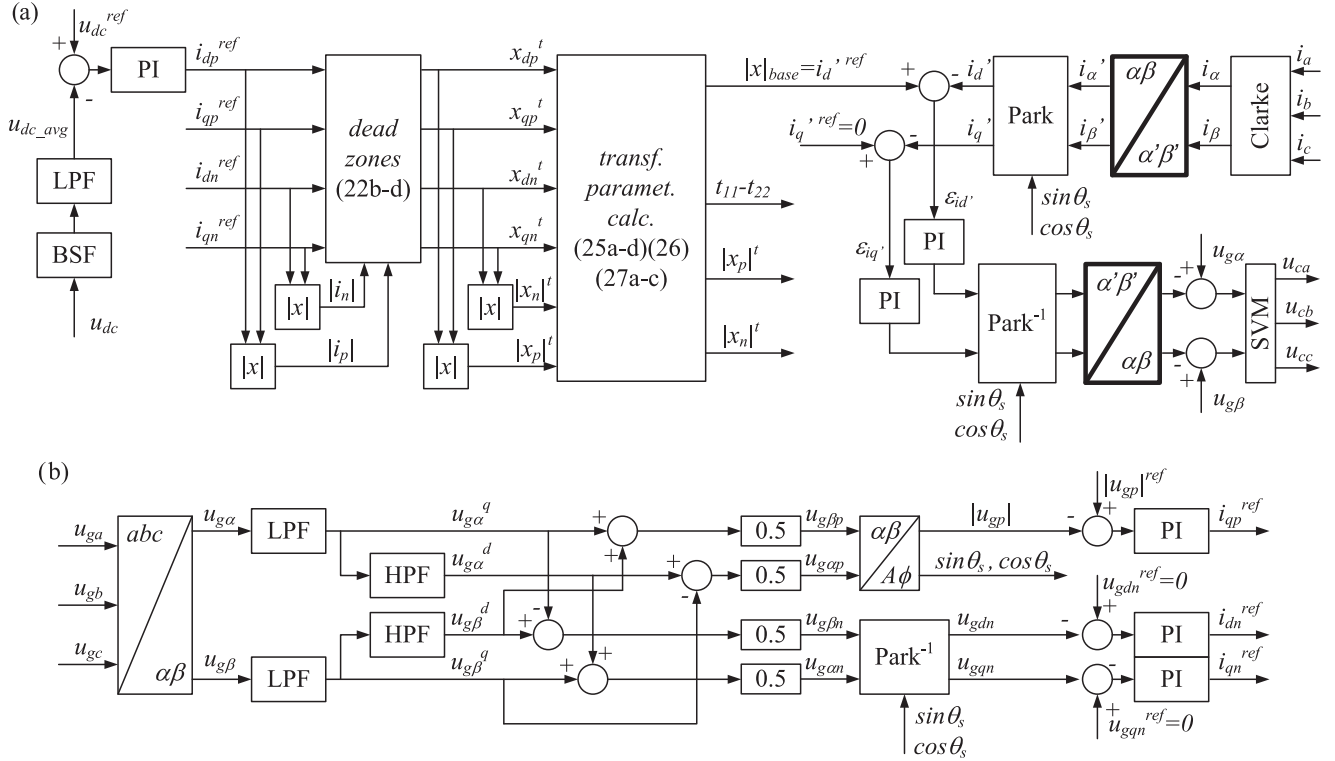 (a)
u_dc^ref
+
-
PI
i_dp^ref
i_qp^ref
i_dn^ref
i_qn^ref
u_dc_avg
LPF
BSF
u_dc
dead
zones
(22b-d)
|x|
|i_n|
|x|
|i_p|
x_dp^t
x_qp^t
x_dn^t
x_qn^t
|x|
|x_n|^t
|x|
|x_p|^t
transf.
paramet.
calc.
(25a-d)(26)
(27a-c)
|x|_base=i_d'^ref
t_11-t_22
|x_p|^t
|x_n|^t
i_q'^ref=0
+
-
+
-
i_d'
i_q'
Park
sinθ_s
cosθ_s
i_α'
i_β'
αβ
α'β'
i_α
i_β
Clarke
i_a
i_b
i_c
ε_id'
ε_iq'
PI
PI
Park^-1
sinθ_s
cosθ_s
α'β'
αβ
u_gα
-
+
-
+
u_gβ
SVM
u_ca
u_cb
u_cc
(b)
u_ga
u_gb
u_gc
abc
αβ
u_gα
u_gβ
LPF
LPF
HPF
HPF
u_gα^q
u_gα^d
u_gβ^d
u_gβ^q
+
+
+
-
-
+
+
+
0.5
0.5
0.5
0.5
u_gβp
u_gαp
u_gβn
u_gαn
αβ
Aϕ
|u_gp|
sinθ_s, cosθ_s
Park^-1
sinθ_s
cosθ_s
u_gdn
u_gqn
|u_gp|^ref
-
+
PI
i_qp^ref
u_gdn^ref=0
+
-
PI
i_dn^ref
-
PI
i_qn^ref
+
u_gqn^ref=0